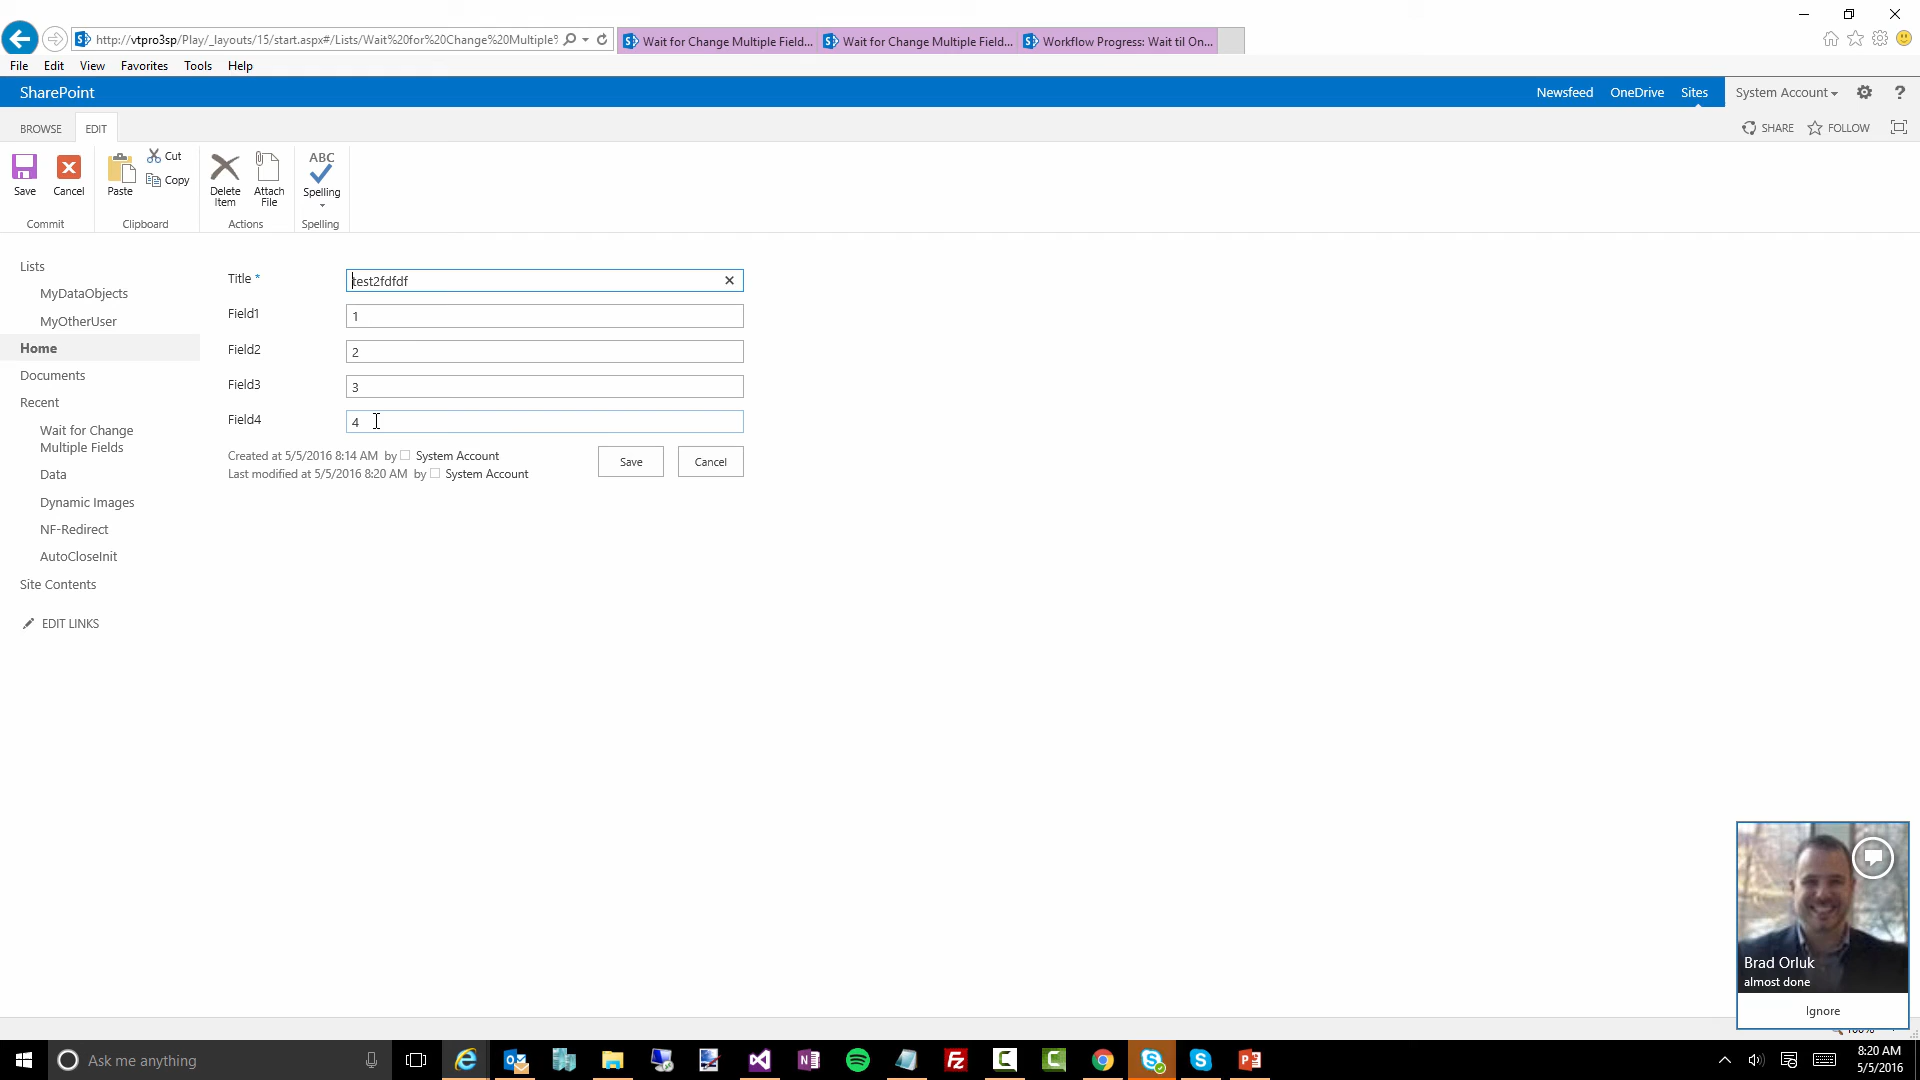 http://vtpro3sp/Play/_layouts/15/start.aspx#/Lists/Wait%20for%20Change%20Multiple%
Wait for Change Multiple Field...
Wait for Change Multiple Field...
Workflow Progress: Wait til On...
File Edit View Favorites Tools Help
SharePoint
Newsfeed OneDrive Sites System Account ?
BROWSE EDIT
SHARE FOLLOW
Save
Cancel
Paste
Cut
Copy
Delete Item
Attach File
ABC
Spelling
Commit Clipboard Actions Spelling
Lists
MyDataObjects
MyOtherUser
Home
Documents
Recent
Wait for Change
Multiple Fields
Data
Dynamic Images
NF-Redirect
AutoCloseInit
Site Contents
EDIT LINKS
Title * test2fdfdf
Field1 1
Field2 2
Field3 3
Field4 4
Created at 5/5/2016 8:14 AM by System Account
Last modified at 5/5/2016 8:20 AM by System Account
Save Cancel
Brad Orluk
almost done
Ignore
100%
Ask me anything
8:20 AM
5/5/2016